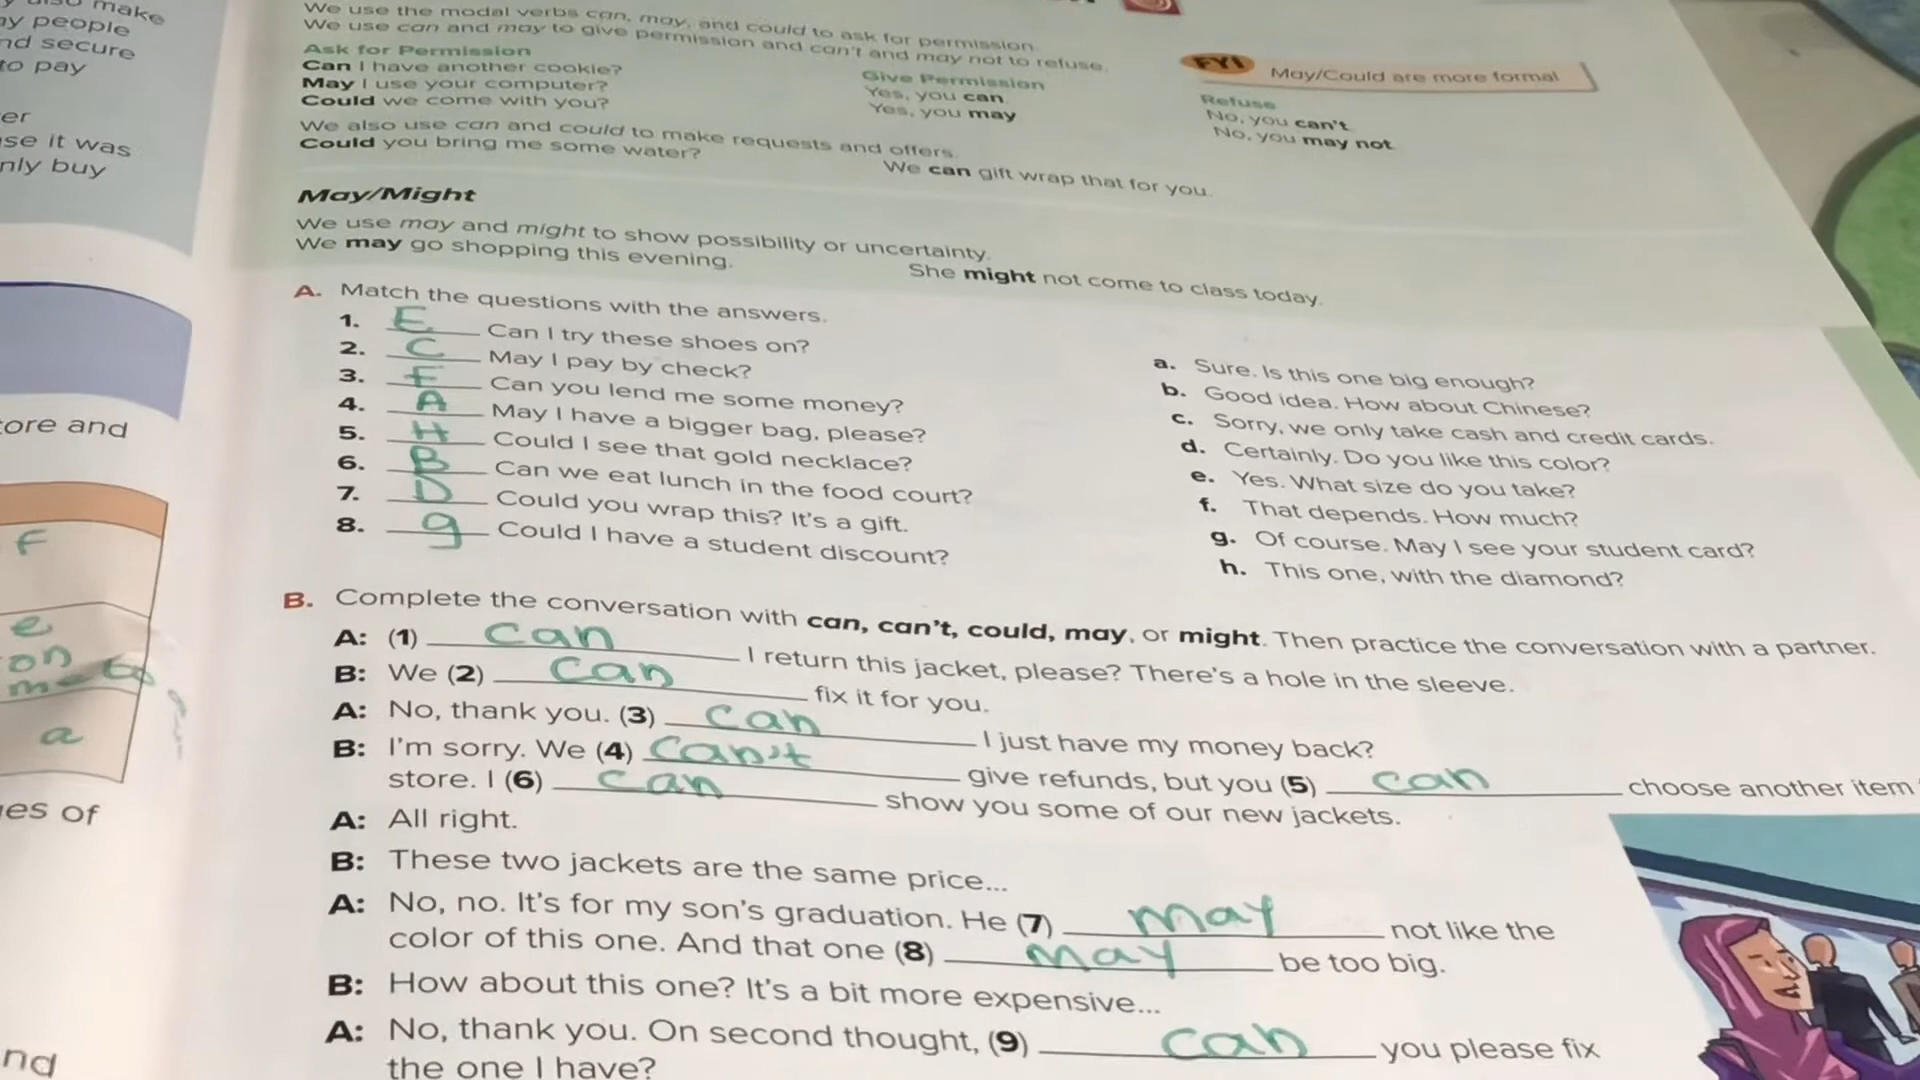 make
people
nd secure
to pay
er
se it was
nly buy
ore and
f
e
on
me to
a
es of
nd
We use the modal verbs can, may, and could to ask for permission.
We use can and may to give permission and can't and may not to refuse.
FYI May/Could are more formal
Ask for Permission
Give Permission
Refuse
Can I have another cookie?
Yes, you can.
No, you can't.
May I use your computer?
Yes, you may.
No, you may not.
Could we come with you?
We also use can and could to make requests and offers.
Could you bring me some water?
We can gift wrap that for you.
May/Might
We use may and might to show possibility or uncertainty.
We may go shopping this evening.
She might not come to class today.
A. Match the questions with the answers.
1. E Can I try these shoes on?
2. C May I pay by check?
3. F Can you lend me some money?
4. A May I have a bigger bag, please?
5. H Could I see that gold necklace?
6. B Can we eat lunch in the food court?
7. D Could you wrap this? It's a gift.
8. g Could I have a student discount?
a. Sure. Is this one big enough?
b. Good idea. How about Chinese?
c. Sorry, we only take cash and credit cards.
d. Certainly. Do you like this color?
e. Yes. What size do you take?
f. That depends. How much?
g. Of course. May I see your student card?
h. This one, with the diamond?
B. Complete the conversation with can, can't, could, may, or might. Then practice the conversation with a partner.
A: (1) can I return this jacket, please? There's a hole in the sleeve.
B: We (2) can fix it for you.
A: No, thank you. (3) can I just have my money back?
B: I'm sorry. We (4) can't give refunds, but you (5) can choose another item
store. I (6) can show you some of our new jackets.
A: All right.
B: These two jackets are the same price...
A: No, no. It's for my son's graduation. He (7) may not like the
color of this one. And that one (8) may be too big.
B: How about this one? It's a bit more expensive...
A: No, thank you. On second thought, (9) can you please fix
the one I have?